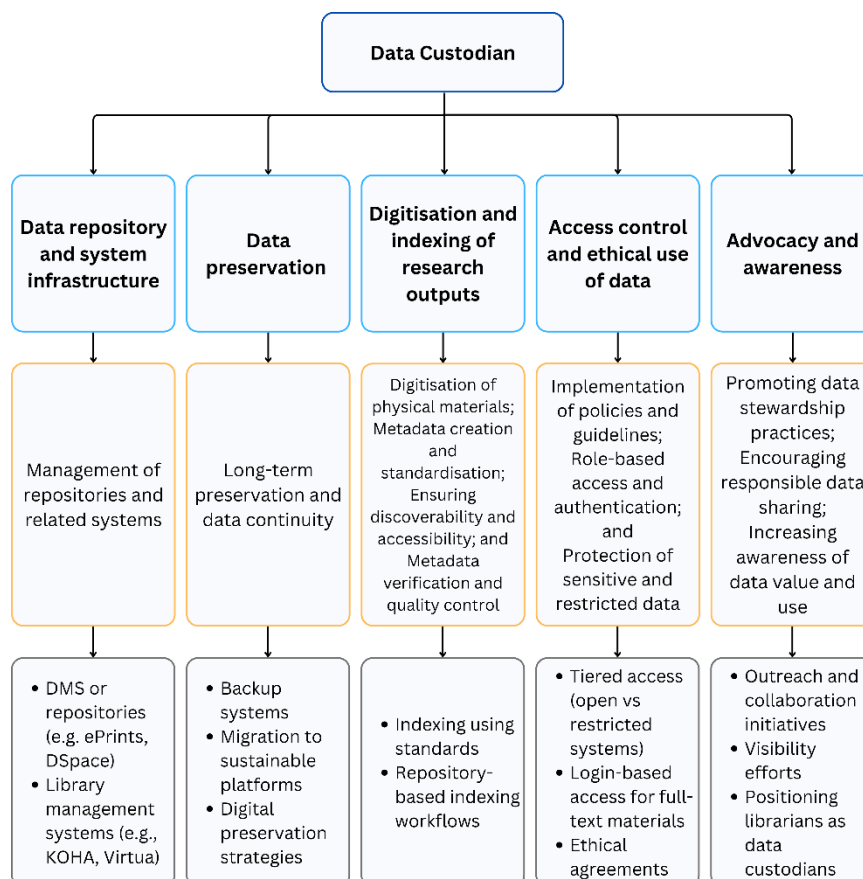 Data Custodian
Data repository
and system
infrastructure
Data
preservation
Digitisation and
indexing of
research
outputs
Access control
and ethical use
of data
Advocacy and
awareness
Management of
repositories and
related systems
Long-term
preservation and
data continuity
Digitisation of
physical materials;
Metadata creation
and
standardisation;
Ensuring
discoverability and
accessibility; and
Metadata
verification and
quality control
Implementation
of policies and
guidelines;
Role-based
access and
authentication;
and
Protection of
sensitive and
restricted data
Promoting data
stewardship
practices;
Encouraging
responsible data
sharing;
Increasing
awareness of
data value and
use
• DMS or
repositories
(e.g. ePrints,
DSpace)
• Library
management
systems (e.g.,
KOHA, Virtua)
• Backup
systems
• Migration to
sustainable
platforms
• Digital
preservation
strategies
• Indexing using
standards
• Repository-
based indexing
workflows
• Tiered access
(open vs
restricted
systems)
• Login-based
access for full-
text materials
• Ethical
agreements
• Outreach and
collaboration
initiatives
• Visibility
efforts
• Positioning
librarians as
data
custodians